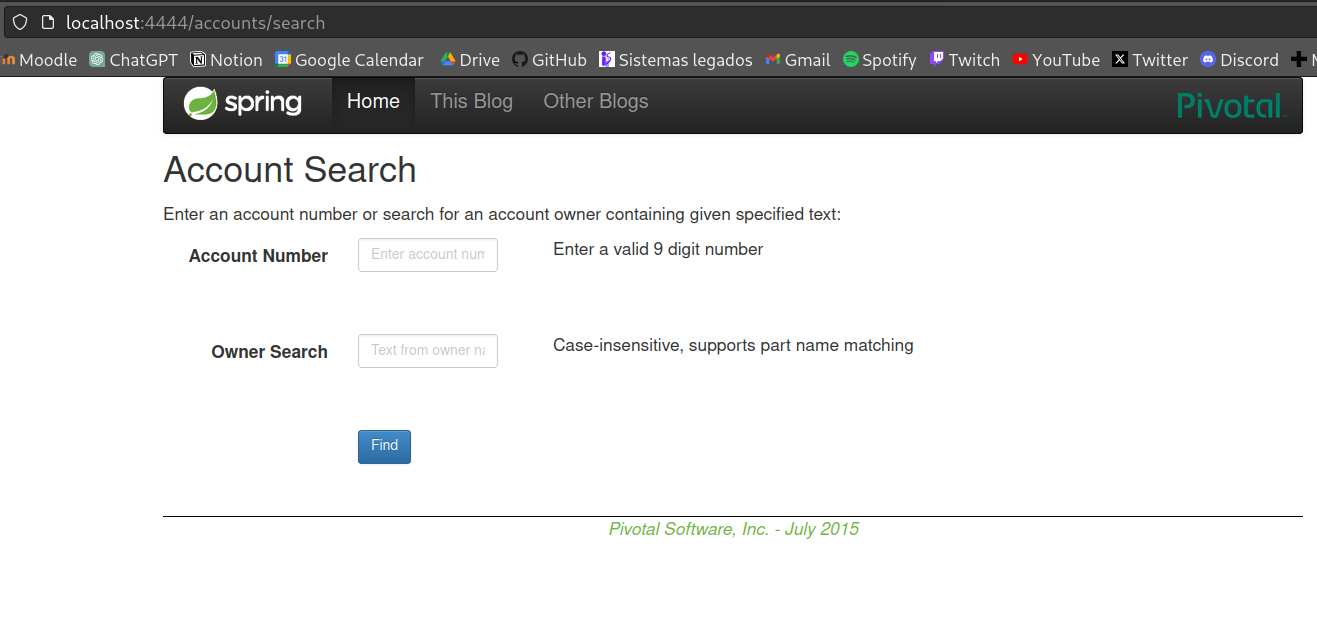 localhost:4444/accounts/search
Moodle ChatGPT Notion Google Calendar Drive GitHub Sistemas legados Gmail Spotify Twitch YouTube Twitter Discord
spring Home This Blog Other Blogs Pivotal
Account Search
Enter an account number or search for an account owner containing given specified text:
Account Number Enter account num Enter a valid 9 digit number
Owner Search Text from owner na Case-insensitive, supports part name matching
Find
Pivotal Software, Inc. - July 2015